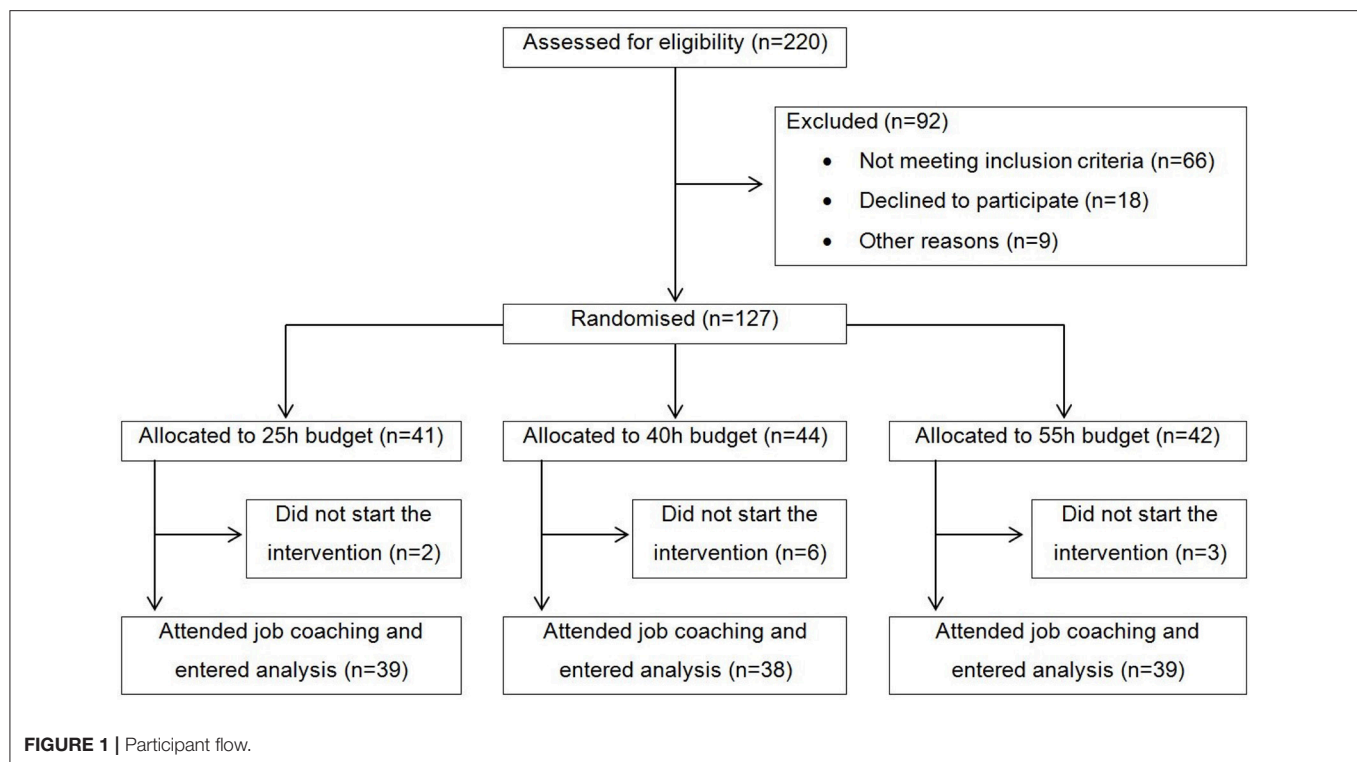 Assessed for eligibility (n=220)
Excluded (n=92)
• Not meeting inclusion criteria (n=66)
• Declined to participate (n=18)
• Other reasons (n=9)
Randomised (n=127)
Allocated to 25h budget (n=41)
Allocated to 40h budget (n=44)
Allocated to 55h budget (n=42)
Did not start the
intervention (n=2)
Did not start the
intervention (n=6)
Did not start the
intervention (n=3)
Attended job coaching and
entered analysis (n=39)
Attended job coaching and
entered analysis (n=38)
Attended job coaching and
entered analysis (n=39)
FIGURE 1 | Participant flow.